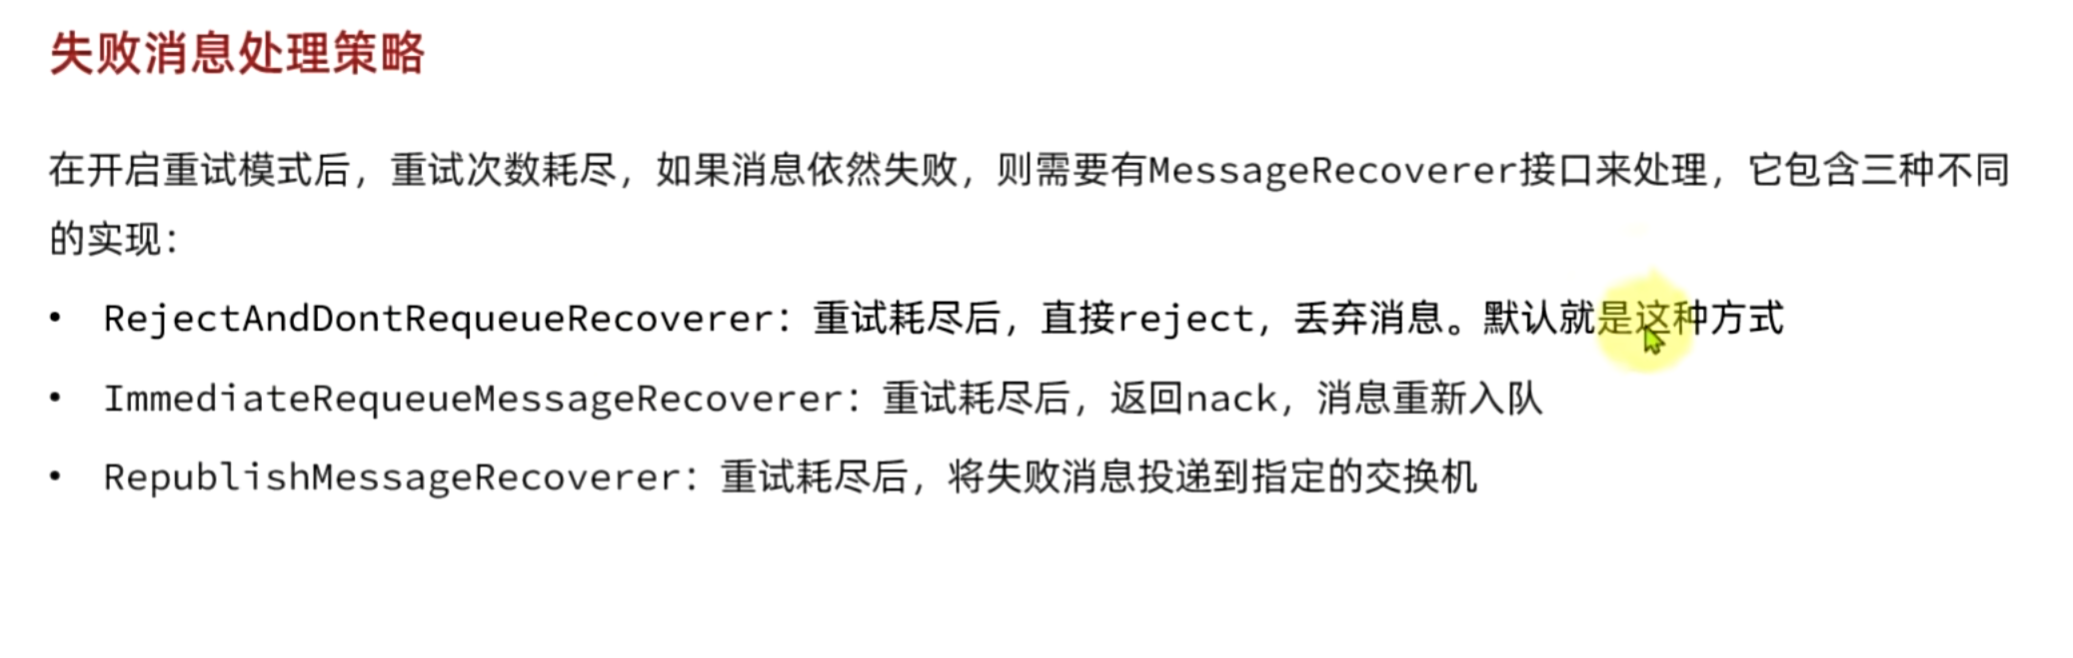 失败消息处理策略
在开启重试模式后，重试次数耗尽，如果消息依然失败，则需要有MessageRecoverer接口来处理，它包含三种不同
的实现：
• RejectAndDontRequeueRecoverer：重试耗尽后，直接reject，丢弃消息。默认就是这种方式
• ImmediateRequeueMessageRecoverer：重试耗尽后，返回nack，消息重新入队
• RepublishMessageRecoverer：重试耗尽后，将失败消息投递到指定的交换机